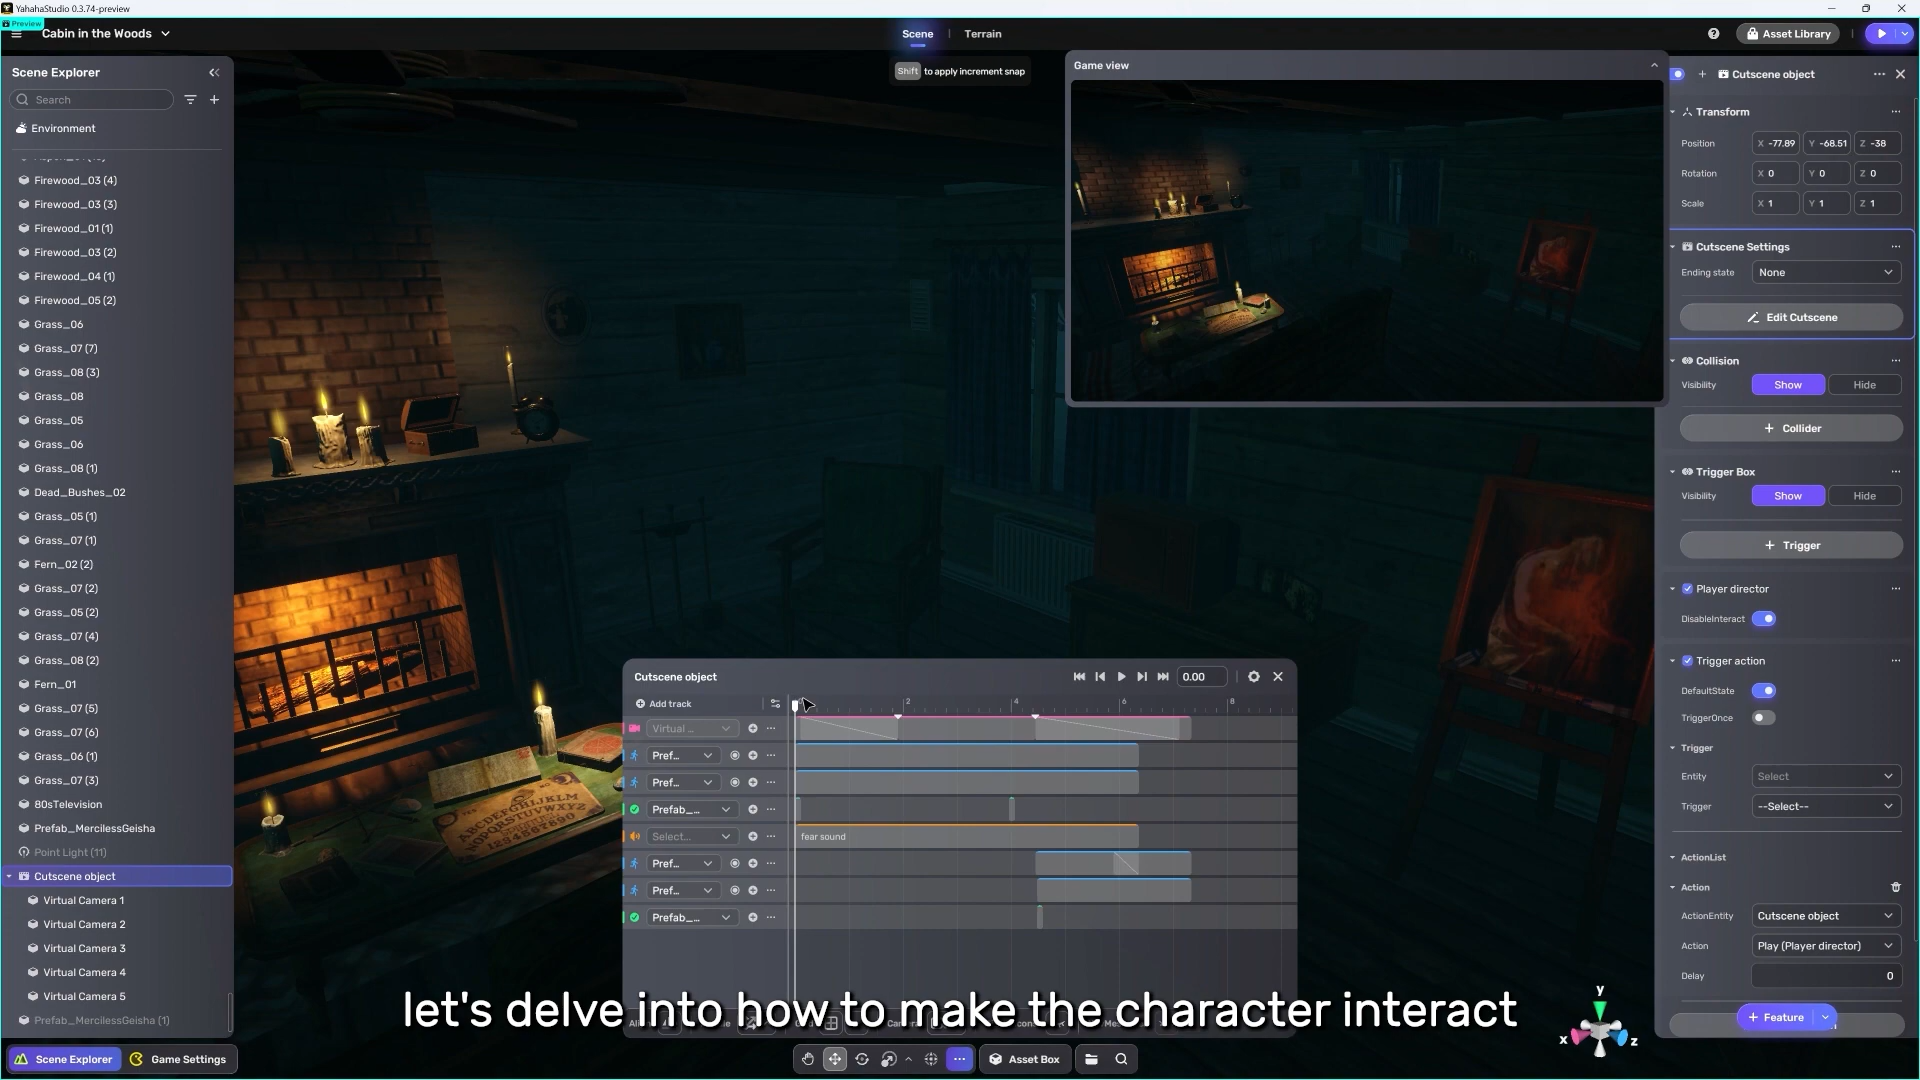 YahahaStudio 0.3.74-preview
Preview
Cabin in the Woods
Scene
Terrain
Asset Library
Shift to apply increment snap
Scene Explorer
Search
Environment
Firewood_03 (4)
Firewood_03 (3)
Firewood_01 (1)
Firewood_03 (2)
Firewood_04 (1)
Firewood_05 (2)
Grass_06
Grass_07 (7)
Grass_08 (3)
Grass_08
Grass_05
Grass_06
Grass_08 (1)
Dead_Bushes_02
Grass_05 (1)
Grass_07 (1)
Fern_02 (2)
Grass_07 (2)
Grass_05 (2)
Grass_07 (4)
Grass_08 (2)
Fern_01
Grass_07 (5)
Grass_07 (6)
Grass_06 (1)
Grass_07 (3)
80sTelevision
Prefab_MercilessGeisha
Point Light (11)
Cutscene object
Virtual Camera 1
Virtual Camera 2
Virtual Camera 3
Virtual Camera 4
Virtual Camera 5
Prefab_MercilessGeisha (1)
Scene Explorer
Game Settings
Game view
Cutscene object
0.00
Add track
2
4
6
8
Virtual ...
Pref...
Pref...
Prefab_...
Select...
fear sound
Pref...
Pref...
Prefab_...
let's delve into how to make the character interact
Asset Box
Cutscene object
Transform
Position X -77.89 Y -68.51 Z -38
Rotation X 0 Y 0 Z 0
Scale X 1 Y 1 Z 1
Cutscene Settings
Ending state None
Edit Cutscene
Collision
Visibility Show Hide
+ Collider
Trigger Box
Visibility Show Hide
+ Trigger
Player director
DisableInteract
Trigger action
DefaultState
TriggerOnce
Trigger
Entity Select
Trigger --Select--
ActionList
Action
ActionEntity Cutscene object
Action Play (Player director)
Delay 0
+ Feature
y
x
z